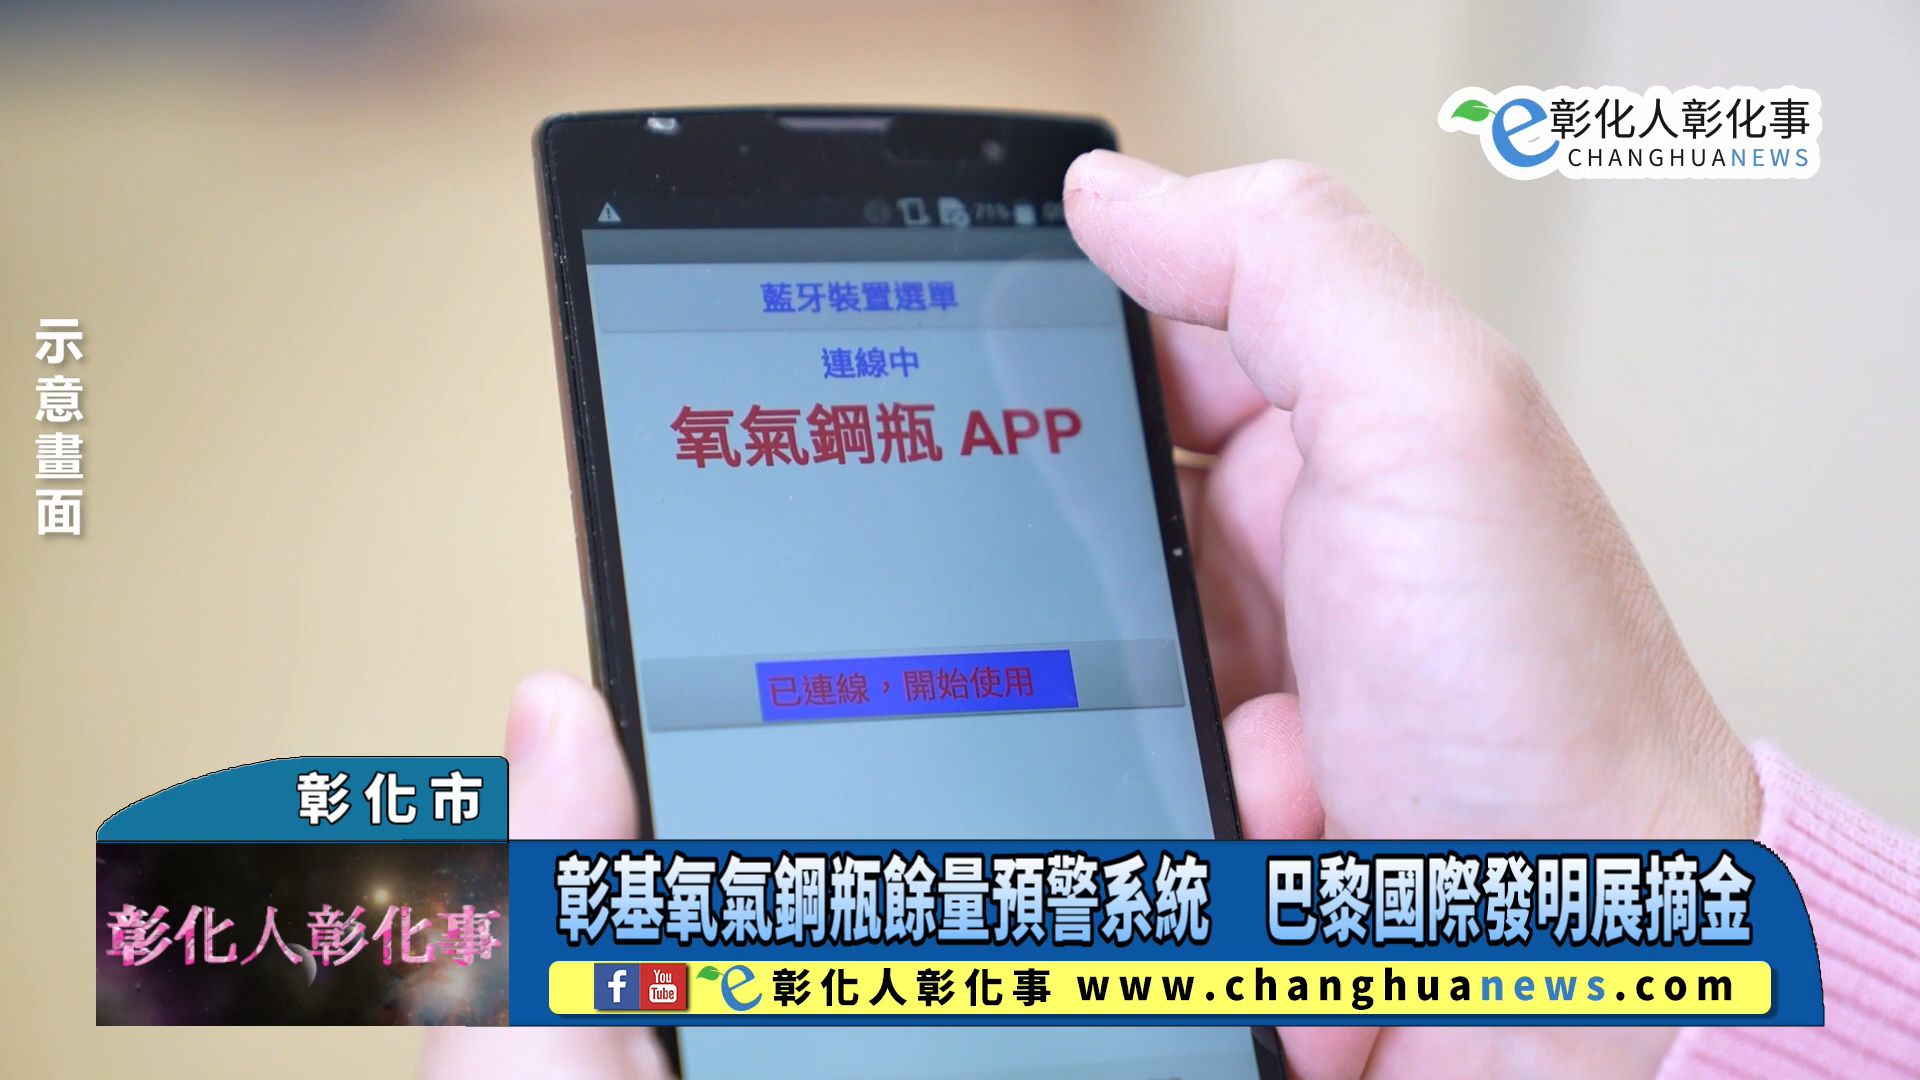 彰化人彰化事
CHANGHUANEWS
示意畫面
藍牙裝置選單
連線中
氧氣鋼瓶 APP
已連線，開始使用
彰化市
彰化人彰化事
彰基氧氣鋼瓶餘量預警系統 巴黎國際發明展摘金
f You Tube e 彰化人彰化事 www.changhuanews.com